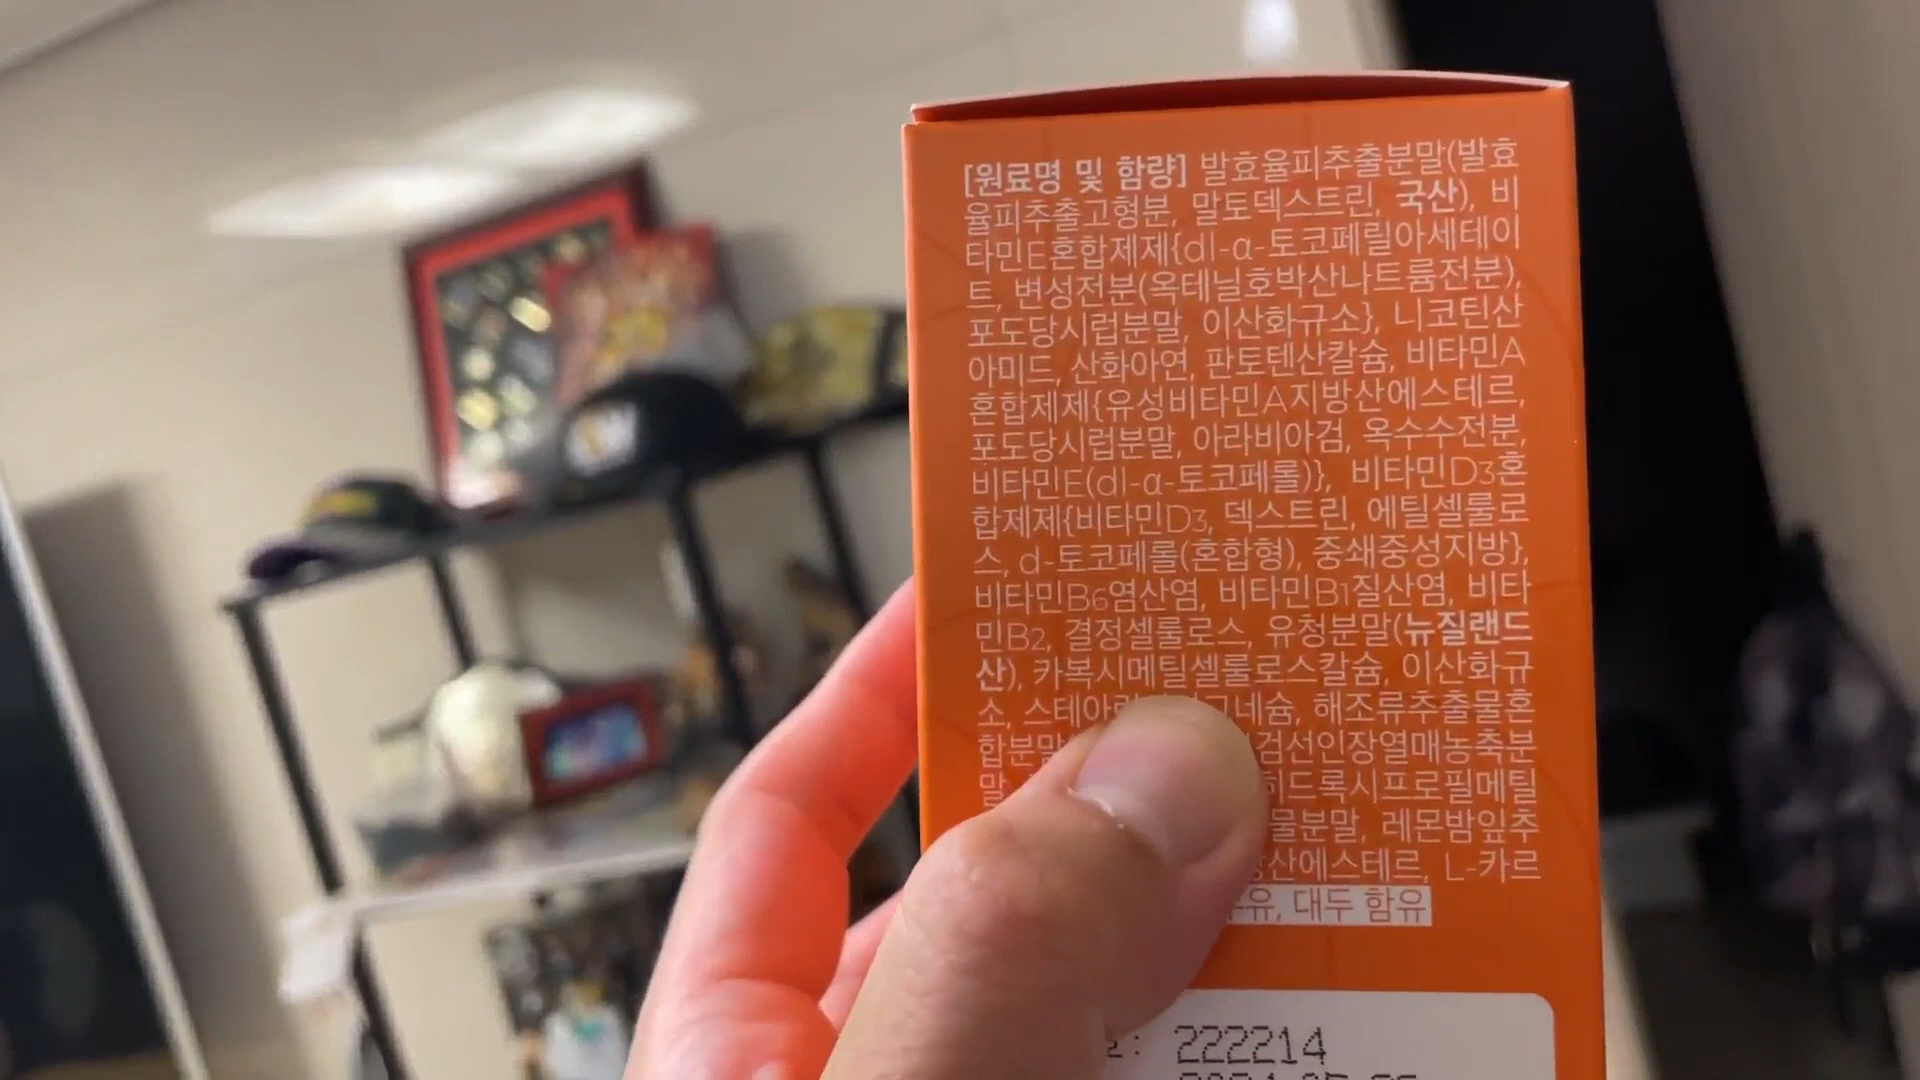 [원료명 및 함량] 발효율피추출분말(발효
율피추출고형분, 말토덱스트린, 국산), 비
타민E혼합제제{dl-α-토코페릴아세테이
트, 변성전분(옥테닐호박산나트륨전분),
포도당시럽분말, 이산화규소}, 니코틴산
아미드, 산화아연, 판토텐산칼슘, 비타민A
혼합제제{유성비타민A지방산에스테르,
포도당시럽분말, 아라비아검, 옥수수전분,
비타민E(dl-α-토코페롤)}, 비타민D3혼
합제제{비타민D3, 덱스트린, 에틸셀룰로
스, d-토코페롤(혼합형), 중쇄중성지방},
비타민B6염산염, 비타민B1질산염, 비타
민B2, 결정셀룰로스, 유청분말(뉴질랜드
산), 카복시메틸셀룰로스칼슘, 이산화규
소, 해조류추출물혼
합분말 검선인장열매농축분
말, 히드록시프로필메틸
물분말, 레몬밤잎추
산에스테르, L-카르
대두 함유
222214